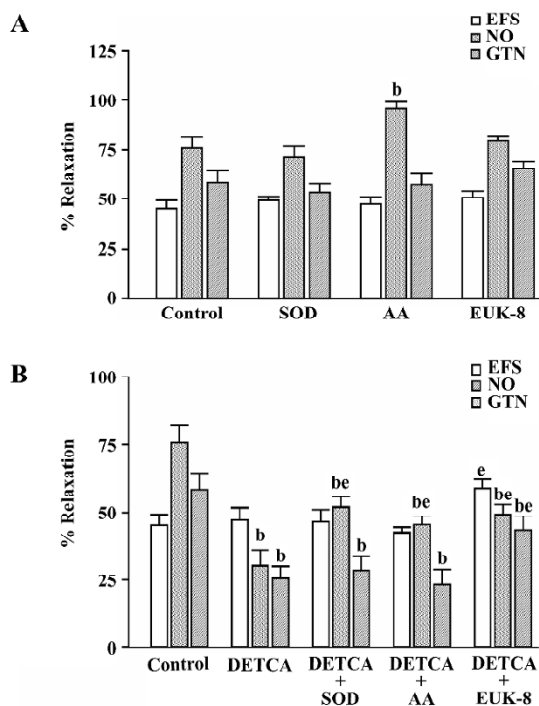 A
EFS
NO
GTN
125
100
75
50
25
0
% Relaxation
b
Control SOD AA EUK-8
B
EFS
NO
GTN
100
75
50
25
0
% Relaxation
b b
be b
be b
e be be
Control DETCA DETCA DETCA DETCA
+ + +
SOD AA EUK-8